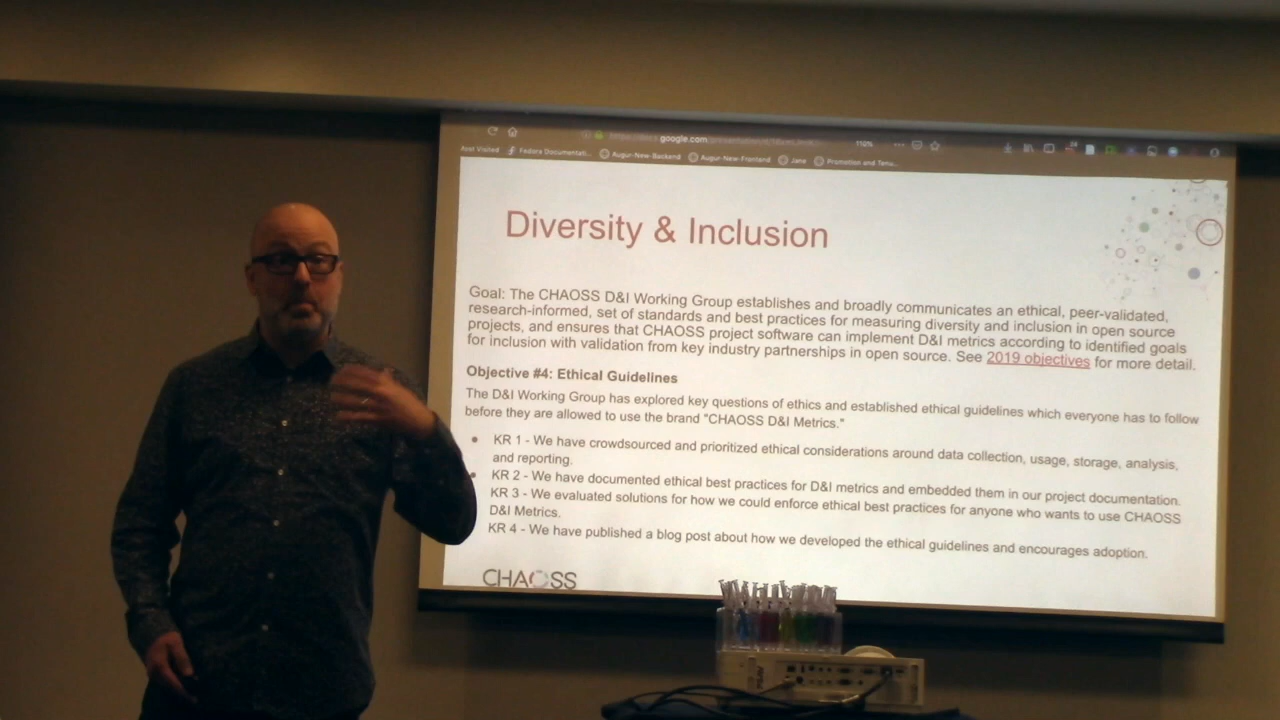 google.com
110%
Most Visited Fedora Documentati... Augur-New-Backend Augur-New-Frontend Jane Promotion and Tenu...
Diversity & Inclusion
Goal: The CHAOSS D&I Working Group establishes and broadly communicates an ethical, peer-validated,
research-informed, set of standards and best practices for measuring diversity and inclusion in open source
projects, and ensures that CHAOSS project software can implement D&I metrics according to identified goals
for inclusion with validation from key industry partnerships in open source. See 2019 objectives for more detail.
Objective #4: Ethical Guidelines
The D&I Working Group has explored key questions of ethics and established ethical guidelines which everyone has to follow
before they are allowed to use the brand "CHAOSS D&I Metrics."
KR 1 - We have crowdsourced and prioritized ethical considerations around data collection, usage, storage, analysis,
and reporting.
KR 2 - We have documented ethical best practices for D&I metrics and embedded them in our project documentation.
KR 3 - We evaluated solutions for how we could enforce ethical best practices for anyone who wants to use CHAOSS
D&I Metrics.
KR 4 - We have published a blog post about how we developed the ethical guidelines and encourages adoption.
CHAOSS